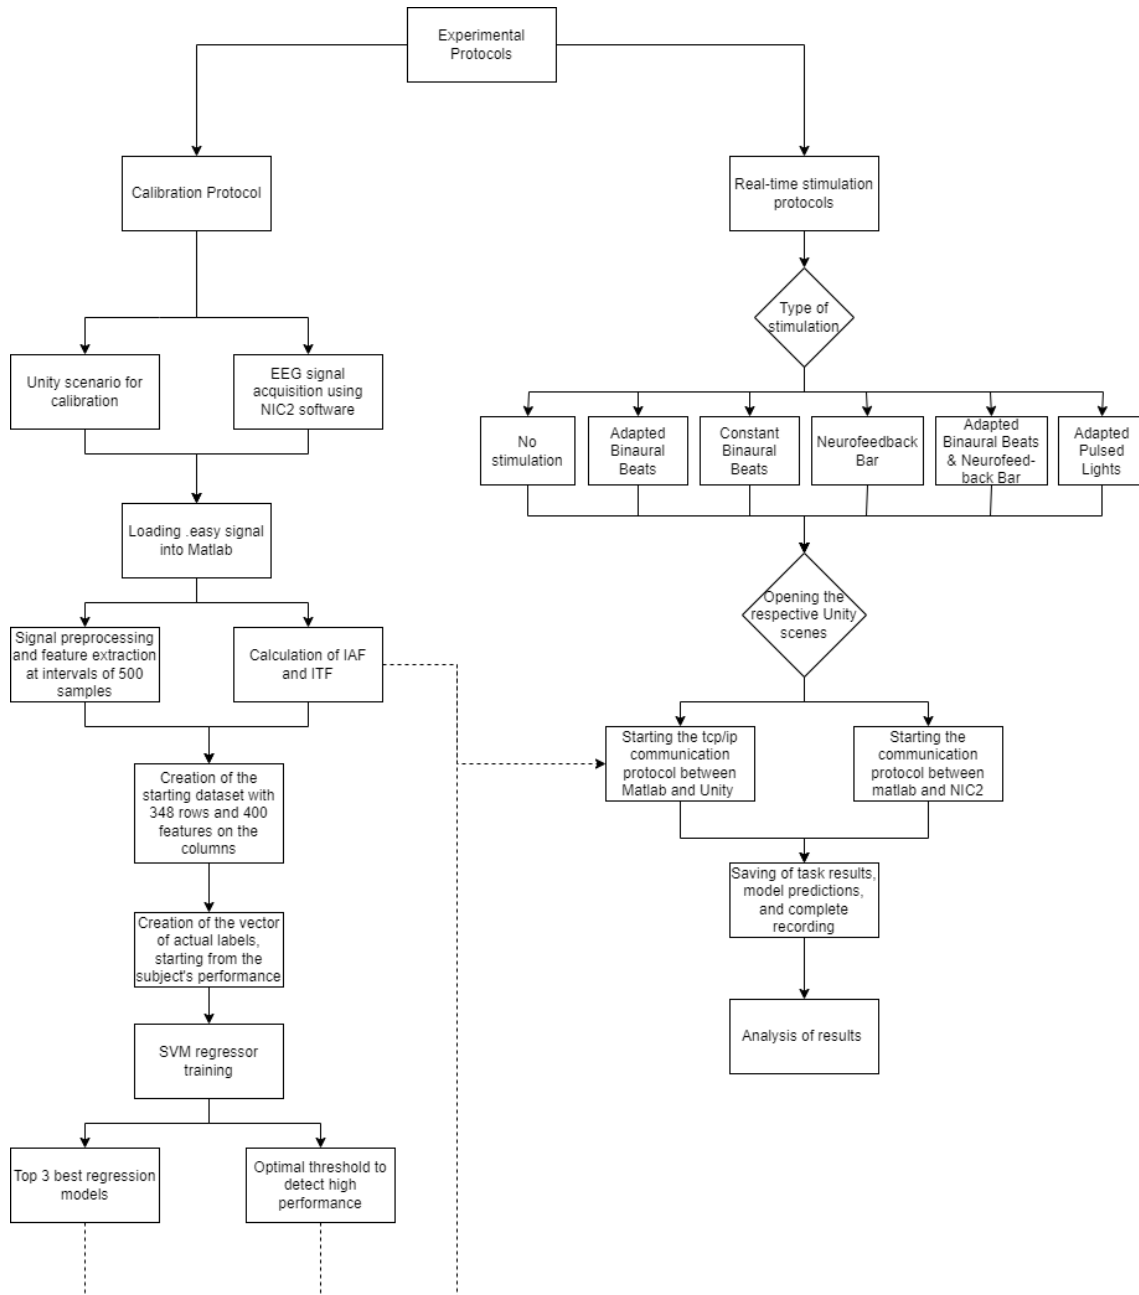 Experimental
Protocols
Calibration Protocol
Real-time stimulation
protocols
Type of
stimulation
Unity scenario for
calibration
EEG signal
acquisition using
NIC2 software
No
stimulation
Adapted
Binaural
Beats
Constant
Binaural
Beats
Neurofeedback
Bar
Adapted
Binaural Beats
& Neurofeed-
back Bar
Adapted
Pulsed
Lights
Loading .easy signal
into Matlab
Opening the
respective Unity
scenes
Signal preprocessing
and feature extraction
at intervals of 500
samples
Calculation of IAF
and ITF
Starting the tcp/ip
communication
protocol between
Matlab and Unity
Starting the
communication
protocol between
matlab and NIC2
Creation of the
starting dataset with
348 rows and 400
features on the
columns
Saving of task results,
model predictions,
and complete
recording
Creation of the vector
of actual labels,
starting from the
subject's performance
Analysis of results
SVM regressor
training
Top 3 best regression
models
Optimal threshold to
detect high
performance